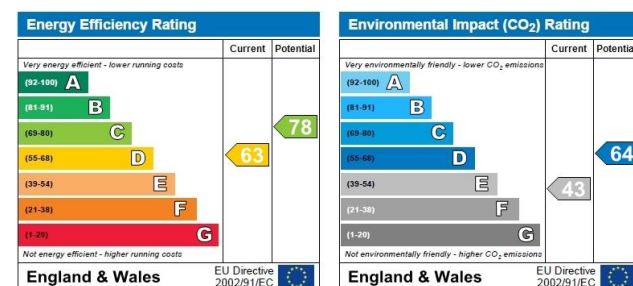 Energy Efficiency Rating
Current Potential
Very energy efficient - lower running costs
(92-100) A
(81-91) B
(69-80) C
78
(55-68) D
63
(39-54) E
(21-38) F
(1-20) G
Not energy efficient - higher running costs
England & Wales
EU Directive
2002/91/EC
Environmental Impact (CO₂) Rating
Current Potential
Very environmentally friendly - lower CO₂ emissions
(92-100) A
(81-91) B
(69-80) C
(55-68) D
64
(39-54) E
43
(21-38) F
(1-20) G
Not environmentally friendly - higher CO₂ emissions
England & Wales
EU Directive
2002/91/EC